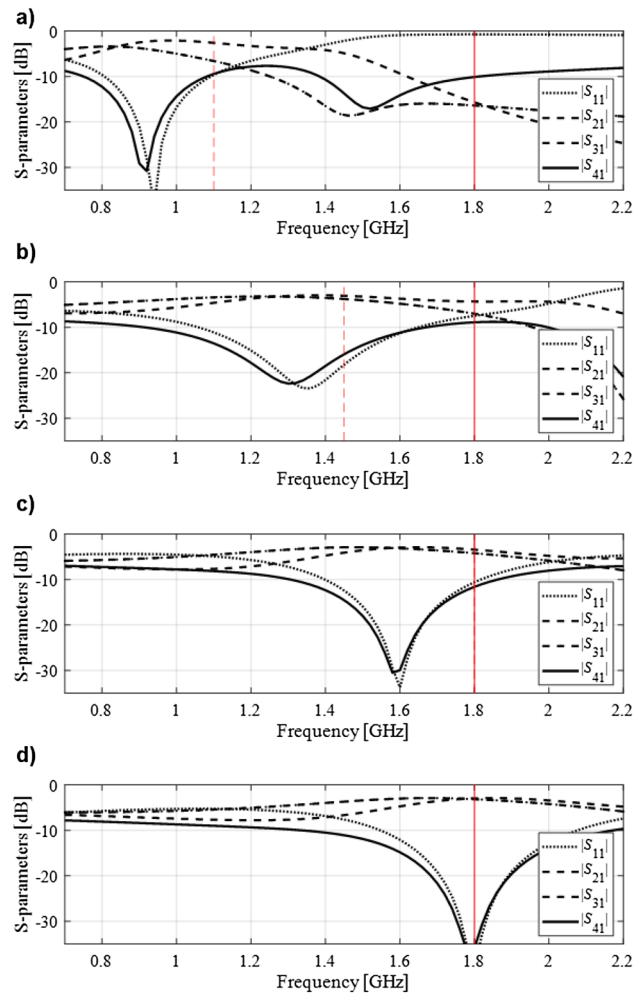 a)
0
-10
-20
-30
S-parameters [dB]
|S11|
|S21|
|S31|
|S41|
0.8 1 1.2 1.4 1.6 1.8 2 2.2
Frequency [GHz]
b)
0
-10
-20
-30
S-parameters [dB]
|S11|
|S21|
|S31|
|S41|
0.8 1 1.2 1.4 1.6 1.8 2 2.2
Frequency [GHz]
c)
0
-10
-20
-30
S-parameters [dB]
|S11|
|S21|
|S31|
|S41|
0.8 1 1.2 1.4 1.6 1.8 2 2.2
Frequency [GHz]
d)
0
-10
-20
-30
S-parameters [dB]
|S11|
|S21|
|S31|
|S41|
0.8 1 1.2 1.4 1.6 1.8 2 2.2
Frequency [GHz]